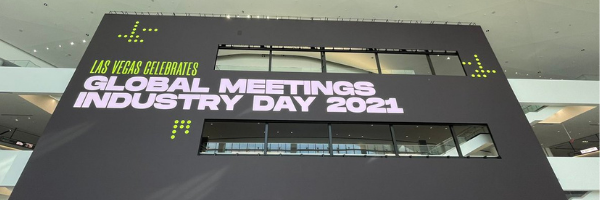 LAS VEGAS CELEBRATES
GLOBAL MEETINGS
INDUSTRY DAY 2021